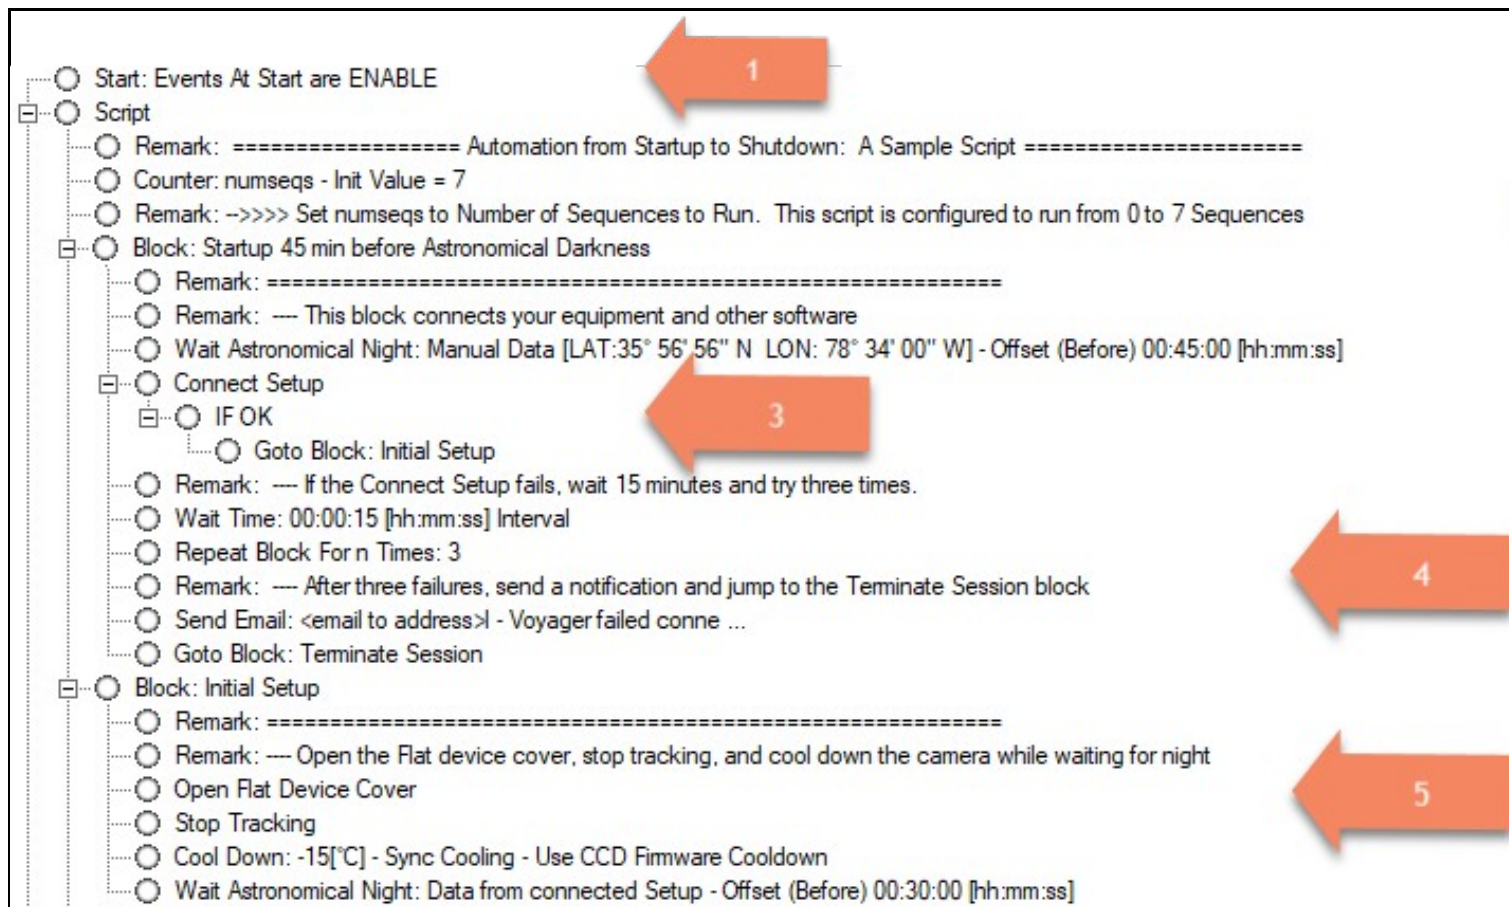 1
Start: Events At Start are ENABLE
Script
Remark: ================== Automation from Startup to Shutdown: A Sample Script ======================
Counter: numseqs - Init Value = 7
Remark: -->>>> Set numseqs to Number of Sequences to Run. This script is configured to run from 0 to 7 Sequences
Block: Startup 45 min before Astronomical Darkness
Remark: ==========================================================
Remark: ---- This block connects your equipment and other software
Wait Astronomical Night: Manual Data [LAT:35° 56' 56'' N LON: 78° 34' 00'' W] - Offset (Before) 00:45:00 [hh:mm:ss]
Connect Setup
IF OK
3
Goto Block: Initial Setup
Remark: ---- If the Connect Setup fails, wait 15 minutes and try three times.
Wait Time: 00:00:15 [hh:mm:ss] Interval
Repeat Block For n Times: 3
4
Remark: ---- After three failures, send a notification and jump to the Terminate Session block
Send Email: <email to address>l - Voyager failed conne ...
Goto Block: Terminate Session
Block: Initial Setup
Remark: ==========================================================
Remark: ---- Open the Flat device cover, stop tracking, and cool down the camera while waiting for night
Open Flat Device Cover
5
Stop Tracking
Cool Down: -15[°C] - Sync Cooling - Use CCD Firmware Cooldown
Wait Astronomical Night: Data from connected Setup - Offset (Before) 00:30:00 [hh:mm:ss]